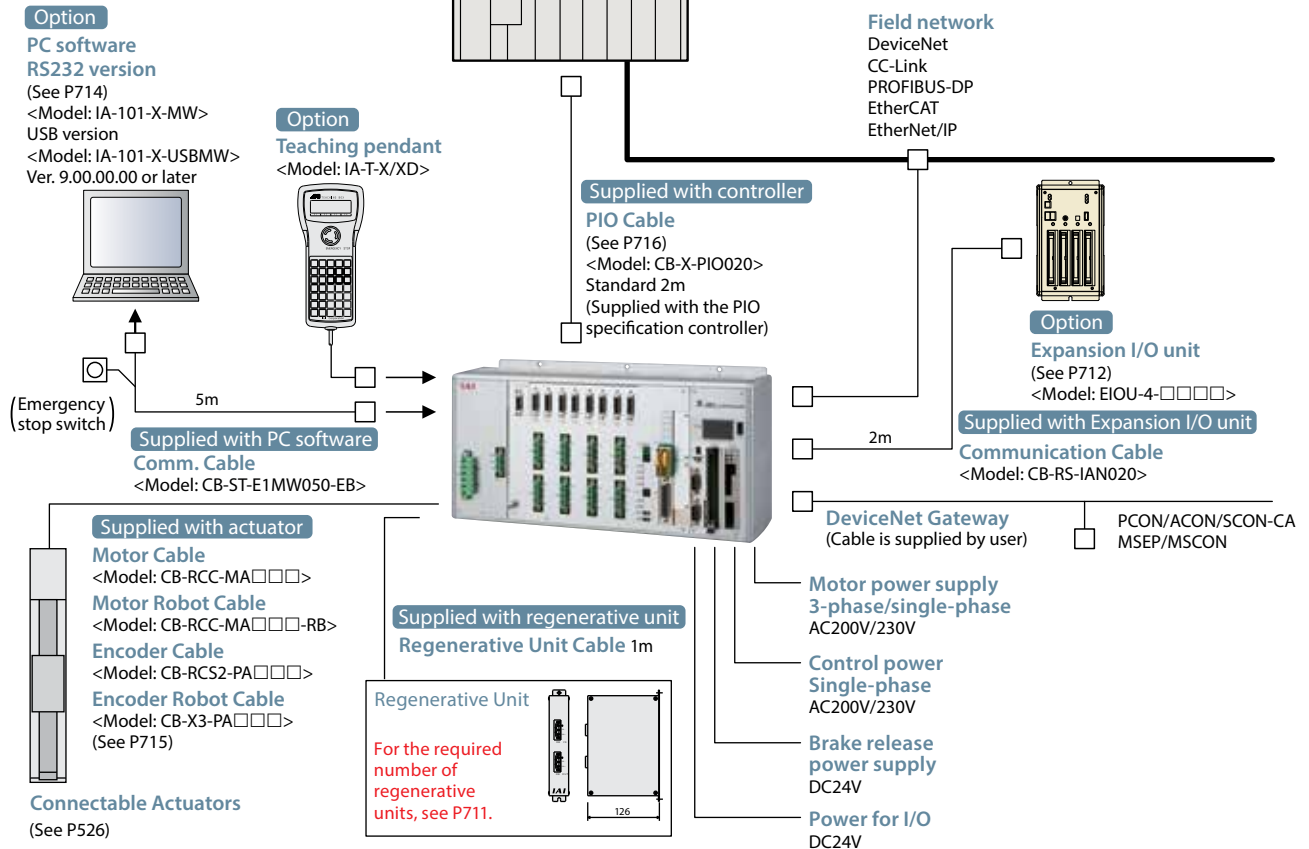 Option
PC software
RS232 version
(See P714)
<Model: IA-101-X-MW>
USB version
<Model: IA-101-X-USBMW>
Ver. 9.00.00.00 or later
Option
Teaching pendant
<Model: IA-T-X/XD>
Field network
DeviceNet
CC-Link
PROFIBUS-DP
EtherCAT
EtherNet/IP
Supplied with controller
PIO Cable
(See P716)
<Model: CB-X-PIO020>
Standard 2m
(Supplied with the PIO
specification controller)
Option
Expansion I/O unit
(See P712)
<Model: EIOU-4-□□□□>
Supplied with Expansion I/O unit
Communication Cable
<Model: CB-RS-IAN020>
2m
(Emergency
stop switch)
5m
Supplied with PC software
Comm. Cable
<Model: CB-ST-E1MW050-EB>
DeviceNet Gateway
(Cable is supplied by user)
PCON/ACON/SCON-CA
MSEP/MSCON
Supplied with actuator
Motor Cable
<Model: CB-RCC-MA□□□>
Motor Robot Cable
<Model: CB-RCC-MA□□□-RB>
Encoder Cable
<Model: CB-RCS2-PA□□□>
Encoder Robot Cable
<Model: CB-X3-PA□□□>
(See P715)
Connectable Actuators
(See P526)
Supplied with regenerative unit
Regenerative Unit Cable 1m
Regenerative Unit
For the required
number of
regenerative
units, see P711.
IAI
126
Motor power supply
3-phase/single-phase
AC200V/230V
Control power
Single-phase
AC200V/230V
Brake release
power supply
DC24V
Power for I/O
DC24V